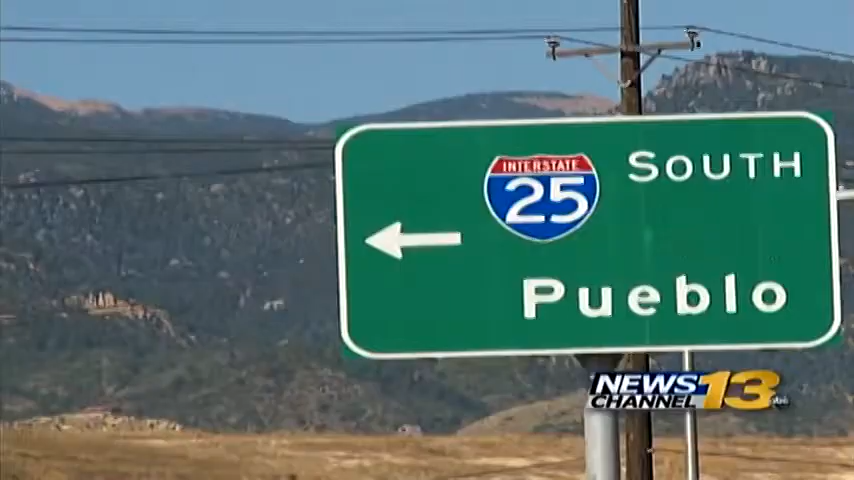 INTERSTATE
25
SOUTH
Pueblo
NEWS 13
CHANNEL